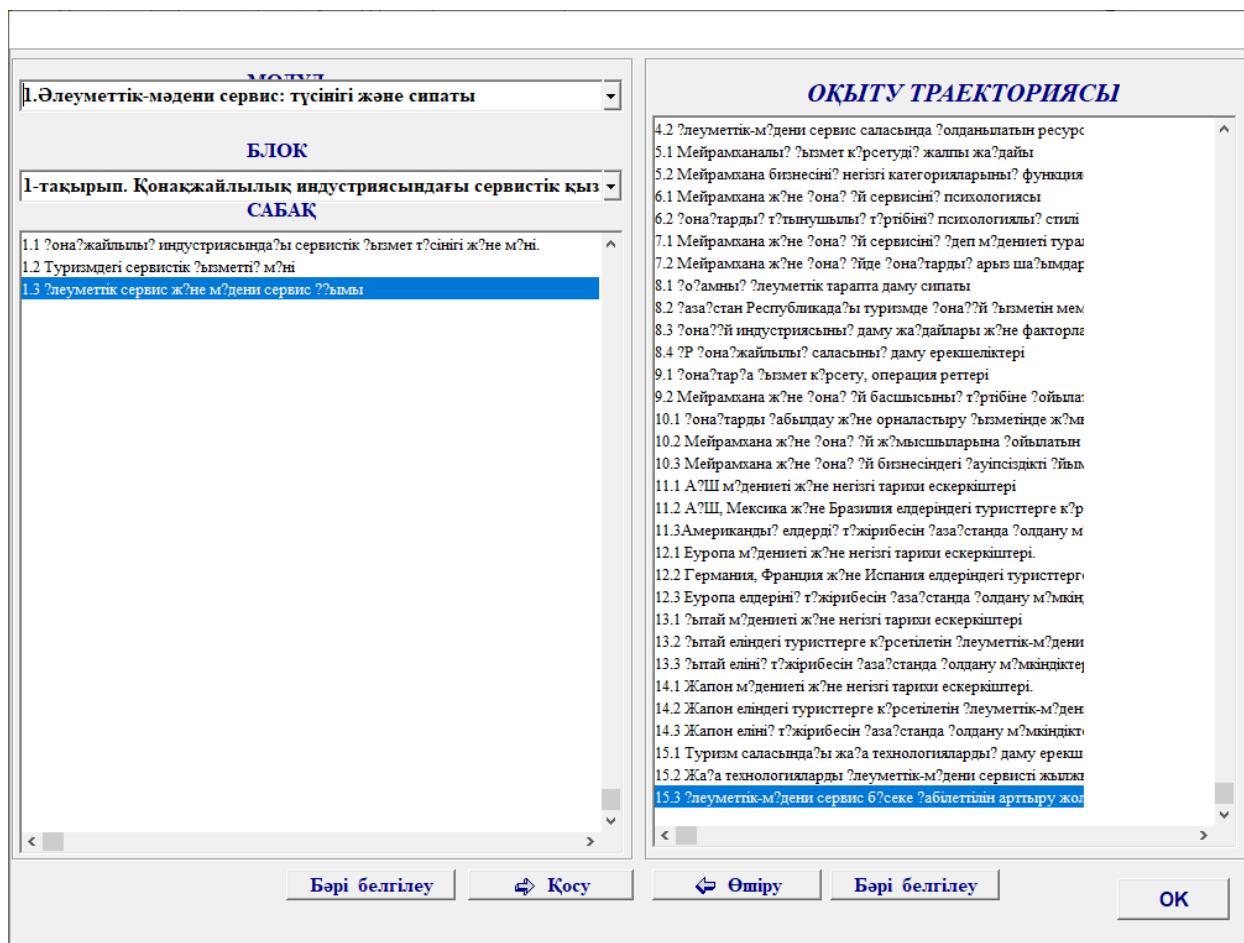 МОДУЛ
1.Әлеуметтік-мәдени сервис: түсінігі және сипаты
БЛОК
1-тақырып. Қонақжайлылық индустриясындағы сервистік қыз
САБАҚ
1.1 ?она?жайлылы? индустриясында?ы сервистік ?ызмет т?сінігі ж?не м?ні.
1.2 Туризмдегі сервистік ?ызметті? м?ні
1.3 ?леуметтік сервис ж?не м?дени сервис ??ымы
ОҚЫТУ ТРАЕКТОРИЯСЫ
4.2 ?леуметтік-м?дени сервис саласында ?олданылатын ресурс
5.1 Мейрамханалы? ?ызмет к?рсетуді? жалпы жа?дайы
5.2 Мейрамхана бизнесіні? негізгі категорияларыны? функция
6.1 Мейрамхана ж?не ?она? ?й сервисіні? психологиясы
6.2 ?она?тарды? т?тынушылы? т?ртібіні? психологиялы? стилі
7.1 Мейрамхана ж?не ?она? ?й сервисіні? ?деп м?дениеті турал
7.2 Мейрамхана ж?не ?она? ?йде ?она?тарды? арыз ша?ымдар
8.1 ?о?амны? ?леуметтік тарапта даму сипаты
8.2 ?аза?стан Республикада?ы туризмде ?она??й ?ызметін мем
8.3 ?она??й индустриясыны? даму жа?дайлары ж?не факторла
8.4 ?Р ?она?жайлылы? саласыны? даму ерекшеліктері
9.1 ?она?тар?а ?ызмет к?рсету, операция реттері
9.2 Мейрамхана ж?не ?она? ?й басшысыны? т?ртібіне ?ойыла
10.1 ?она?тарды ?абылдау ж?не орналастыру ?ызметінде ж?мы
10.2 Мейрамхана ж?не ?она? ?й ж?мысшыларына ?ойылатын
10.3 Мейрамхана ж?не ?она? ?й бизнесіндегі ?ауіпсіздікті ?йым
11.1 А?Ш м?дениеті ж?не негізгі тарихи ескеркіштері
11.2 А?Ш, Мексика ж?не Бразилия елдеріндегі туристтерге к?р
11.3Американды? елдерді? т?жірибесін ?аза?станда ?олдану м
12.1 Еуропа м?дениеті ж?не негізгі тарихи ескеркіштері.
12.2 Германия, Франция ж?не Испания елдеріндегі туристтерг
12.3 Еуропа елдеріні? т?жірибесін ?аза?станда ?олдану м?мкін
13.1 ?ытай м?дениеті ж?не негізгі тарихи ескеркіштері
13.2 ?ытай еліндегі туристтерге к?рсетілетін ?леуметтік-м?дени
13.3 ?ытай еліні? т?жірибесін ?аза?станда ?олдану м?мкіндікте
14.1 Жапон м?дениеті ж?не негізгі тарихи ескеркіштері.
14.2 Жапон еліндегі туристтерге к?рсетілетін ?леуметтік-м?ден
14.3 Жапон еліні? т?жірибесін ?аза?станда ?олдану м?мкіндікт
15.1 Туризм саласында?ы жа?а технологияларды? даму ерекш
15.2 Жа?а технологиярды ?леуметтік-м?дени сервисті жылжы
15.3 ?леуметтік-м?дени сервис б?секе ?абілеттілін арттыру жол
Бәрі белгілеу
Қосу
Өшіру
Бәрі белгілеу
OK